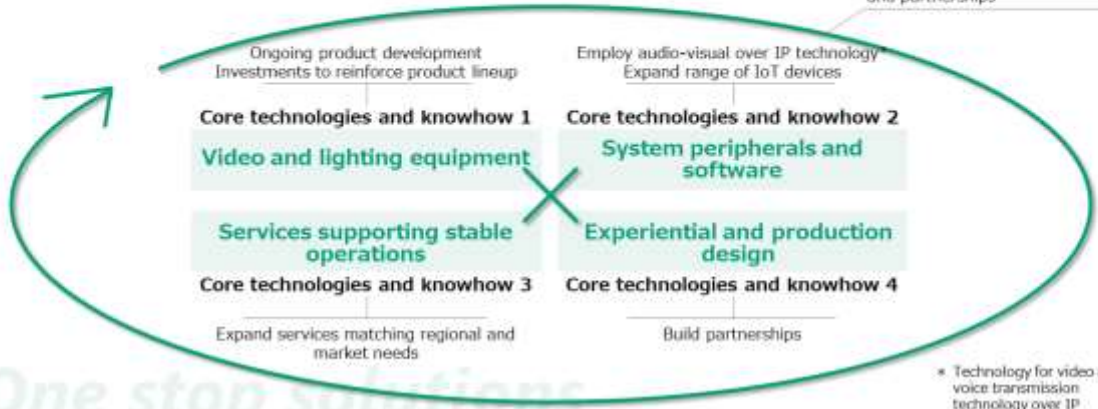 and partnerships
Ongoing product development
Investments to reinforce product lineup
Employ audio-visual over IP technology*
Expand range of IoT devices
Core technologies and knowhow 1
Core technologies and knowhow 2
Video and lighting equipment
System peripherals and
software
Services supporting stable
operations
Experiential and production
design
Core technologies and knowhow 3
Core technologies and knowhow 4
Expand services matching regional and
market needs
Build partnerships
One stop solutions
* Technology for video
voice transmission
technology over IP